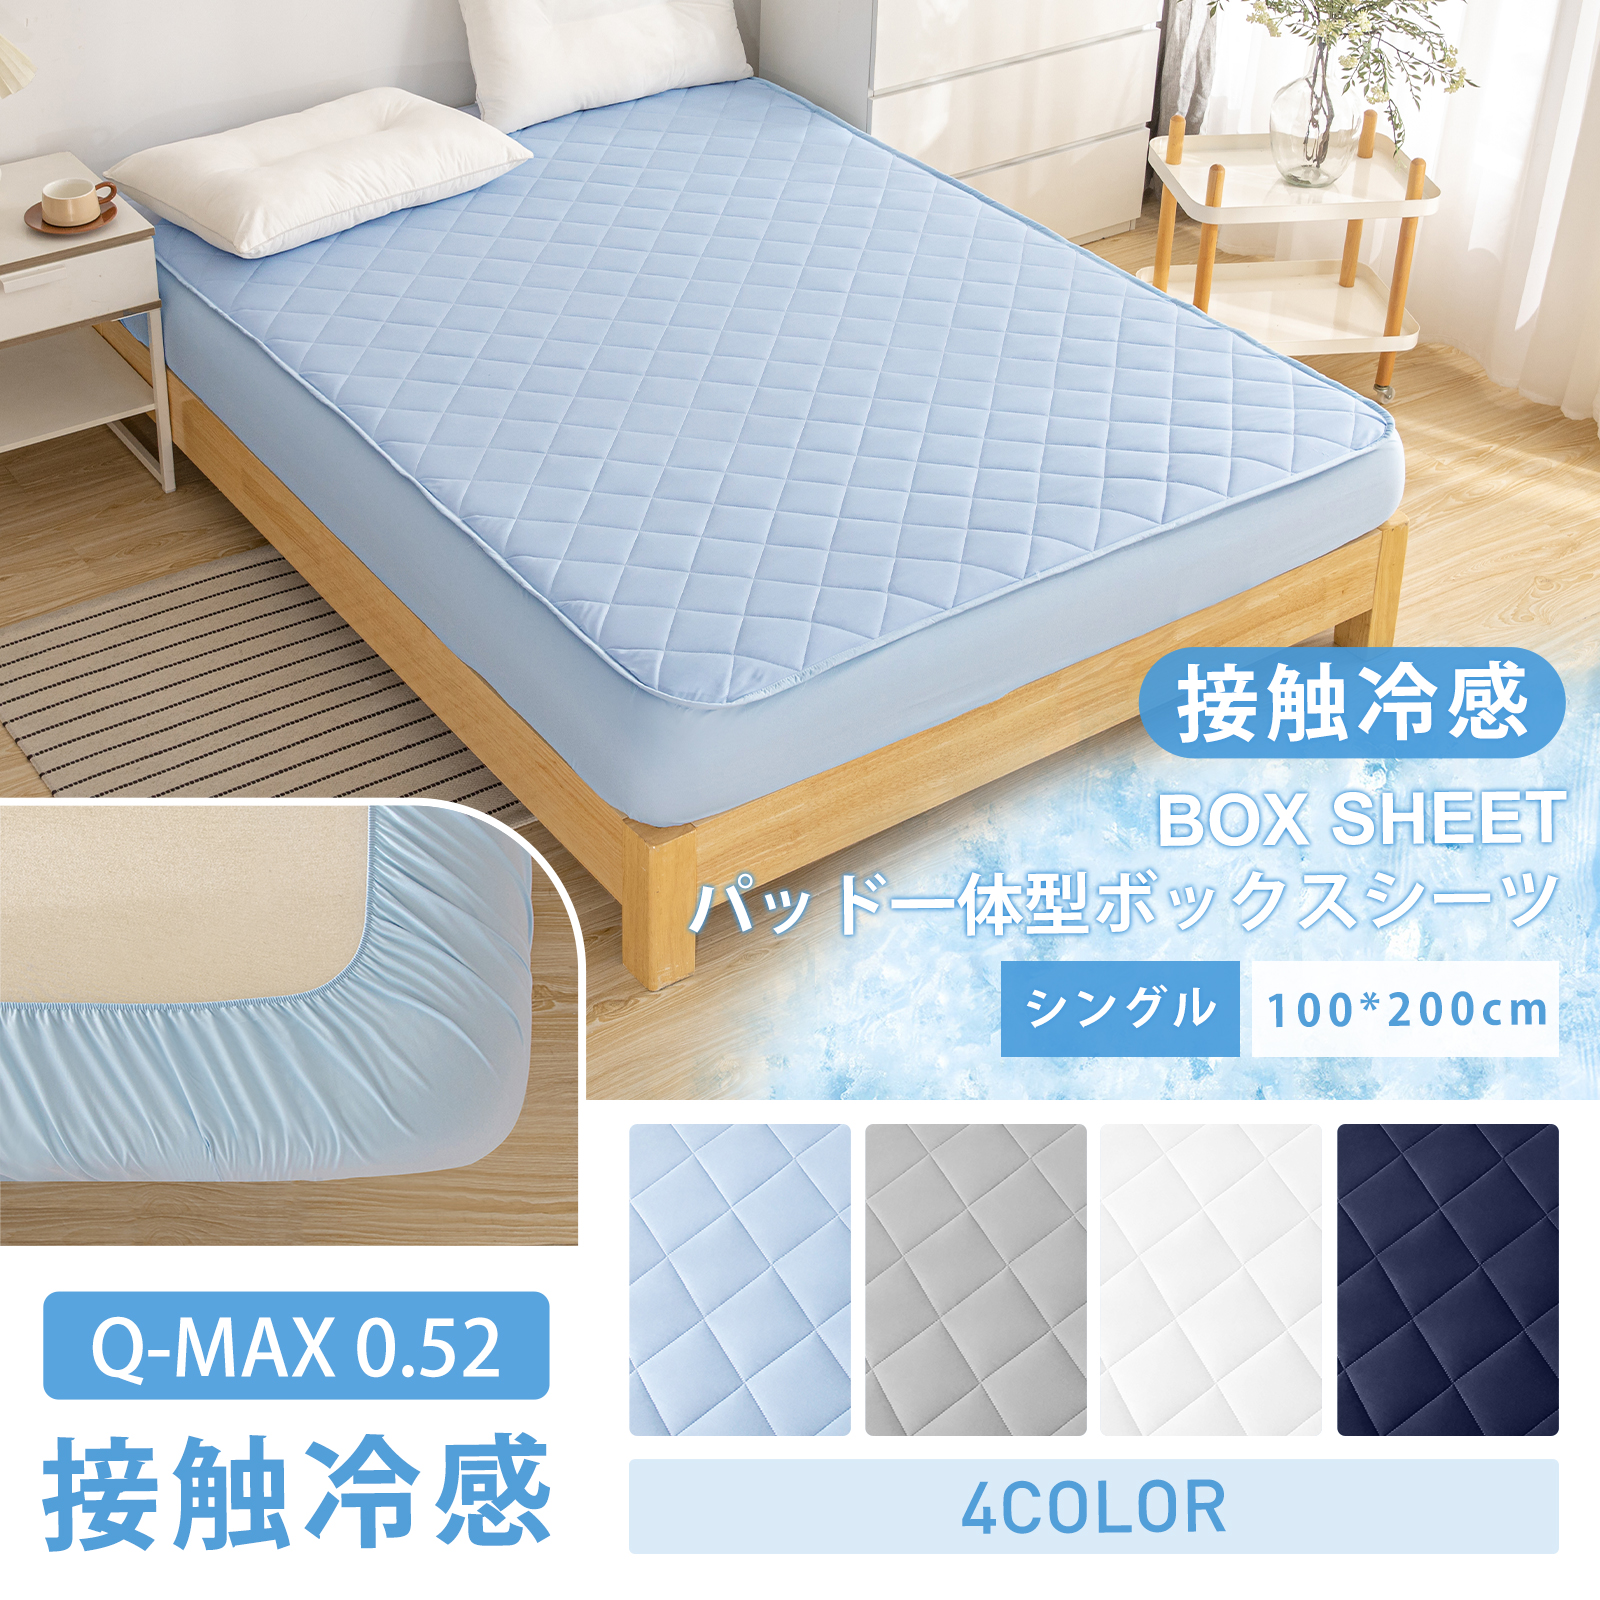 接触冷感
BOX SHEET
パッド一体型ボックスシーツ
シングル 100*200cm
Q-MAX 0.52
接触冷感
4COLOR